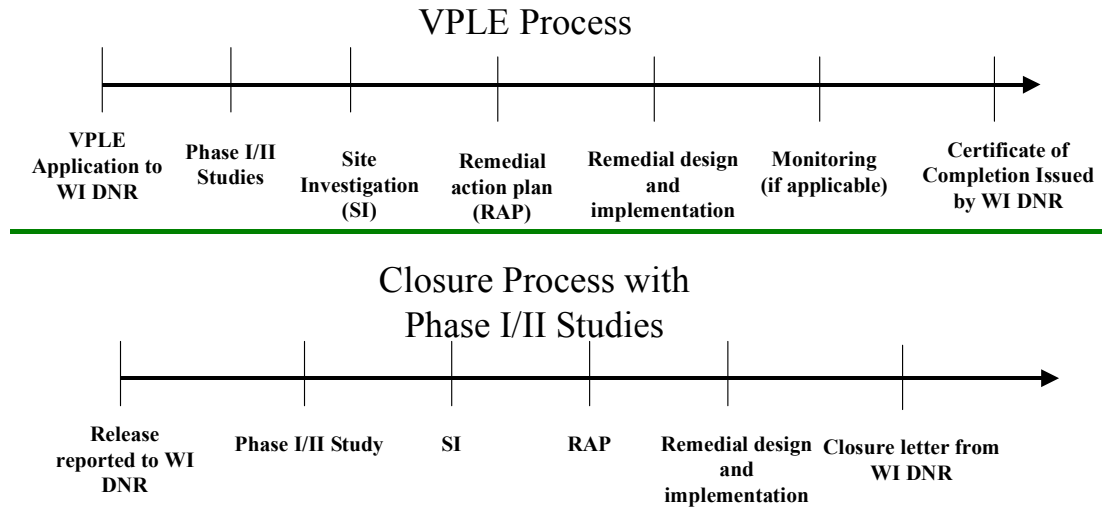 VPLE Process
VPLE
Application to
WI DNR
Phase I/II
Studies
Site
Investigation
(SI)
Remedial
action plan
(RAP)
Remedial design
and
implementation
Monitoring
(if applicable)
Certificate of
Completion Issued
by WI DNR
Closure Process with
Phase I/II Studies
Release
reported to WI
DNR
Phase I/II Study
SI
RAP
Remedial design
and
implementation
Closure letter from
WI DNR